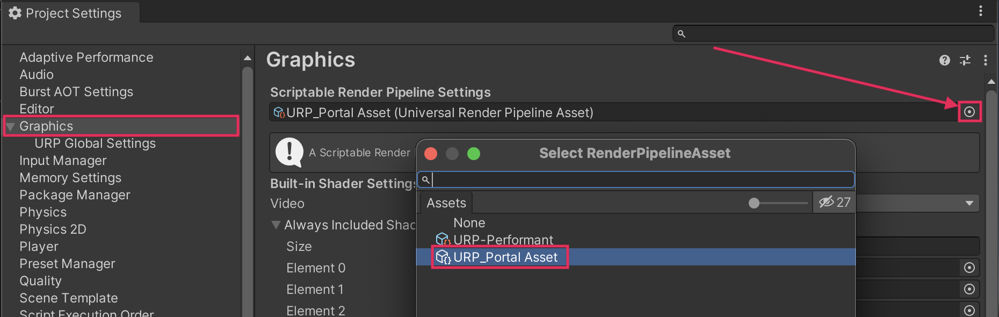 Project Settings
Adaptive Performance
Audio
Burst AOT Settings
Editor
Graphics
URP Global Settings
Input Manager
Memory Settings
Package Manager
Physics
Physics 2D
Player
Preset Manager
Quality
Scene Template
Script Execution Order
Graphics
Scriptable Render Pipeline Settings
URP_Portal Asset (Universal Render Pipeline Asset)
A Scriptable Render
Built-in Shader Settings
Video
Always Included Shad
Size
Element 0
Element 1
Element 2
Select RenderPipelineAsset
Assets
27
None
URP-Performant
URP_Portal Asset